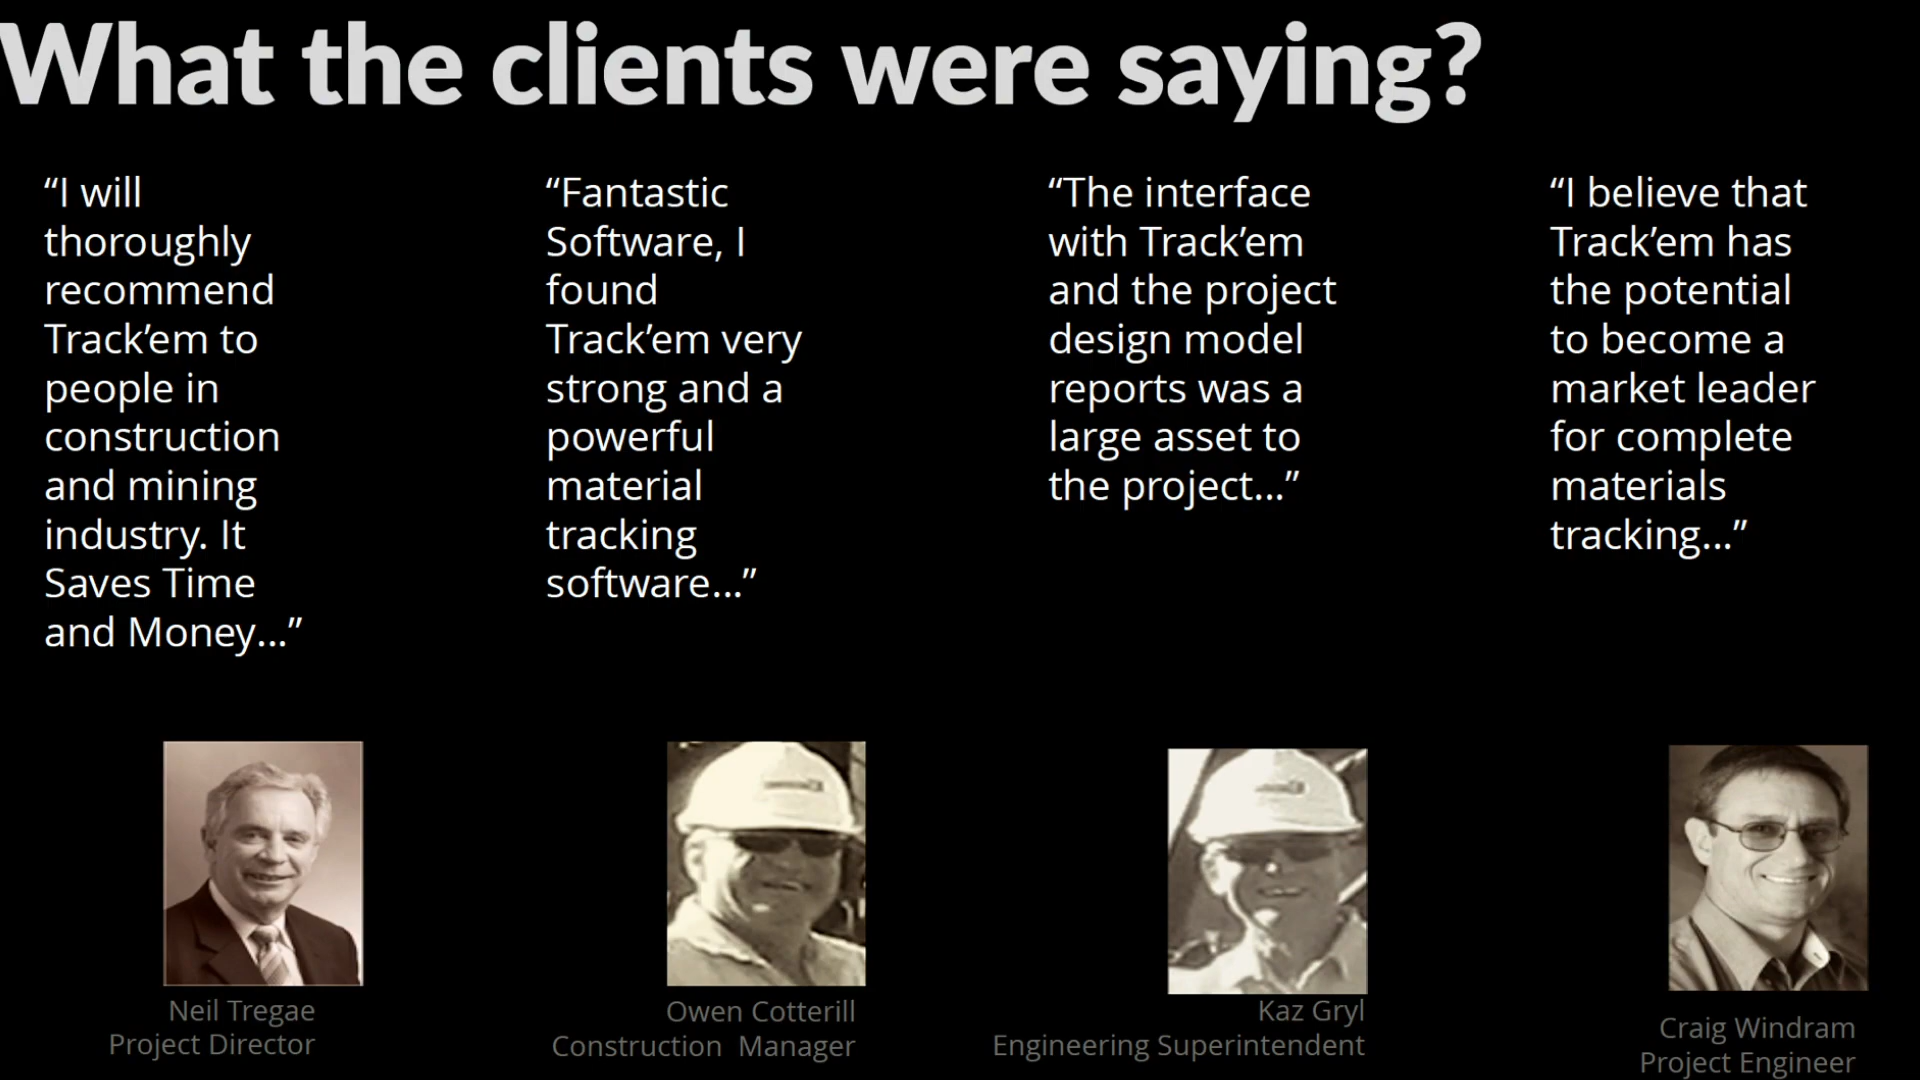 What the clients were saying?
“I will
thoroughly
recommend
Track’em to
people in
construction
and mining
industry. It
Saves Time
and Money...”
“Fantastic
Software, I
found
Track’em very
strong and a
powerful
material
tracking
software...”
“The interface
with Track’em
and the project
design model
reports was a
large asset to
the project...”
“I believe that
Track’em has
the potential
to become a
market leader
for complete
materials
tracking...”
Neil Tregae
Project Director
Owen Cotterill
Construction  Manager
Kaz Gryl
Engineering Superintendent
Craig Windram
Project Engineer